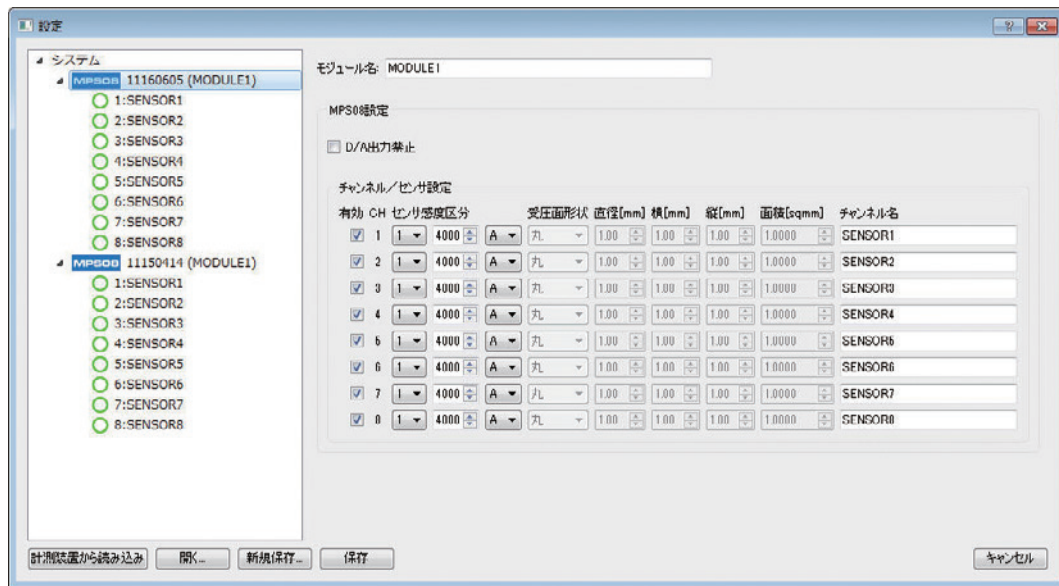 設定
システム
MPS08 11160605 (MODULE1)
1:SENSOR1
2:SENSOR2
3:SENSOR3
4:SENSOR4
5:SENSOR5
6:SENSOR6
7:SENSOR7
8:SENSOR8
MPS08 11150414 (MODULE1)
1:SENSOR1
2:SENSOR2
3:SENSOR3
4:SENSOR4
5:SENSOR5
6:SENSOR6
7:SENSOR7
8:SENSOR8
モジュール名: MODULE1
MPS08設定
D/A出力禁止
チャンネル/センサ設定
有効 CH センサ感度区分 受圧面形状 直径[mm] 横[mm] 縦[mm] 面積[sqmm] チャンネル名
1 1 4000 A 丸 1.00 1.00 1.00 1.0000 SENSOR1
2 1 4000 A 丸 1.00 1.00 1.00 1.0000 SENSOR2
3 1 4000 A 丸 1.00 1.00 1.00 1.0000 SENSOR3
4 1 4000 A 丸 1.00 1.00 1.00 1.0000 SENSOR4
5 1 4000 A 丸 1.00 1.00 1.00 1.0000 SENSOR5
6 1 4000 A 丸 1.00 1.00 1.00 1.0000 SENSOR6
7 1 4000 A 丸 1.00 1.00 1.00 1.0000 SENSOR7
8 1 4000 A 丸 1.00 1.00 1.00 1.0000 SENSOR8
計測装置から読み込み 開く... 新規保存... 保存 キャンセル